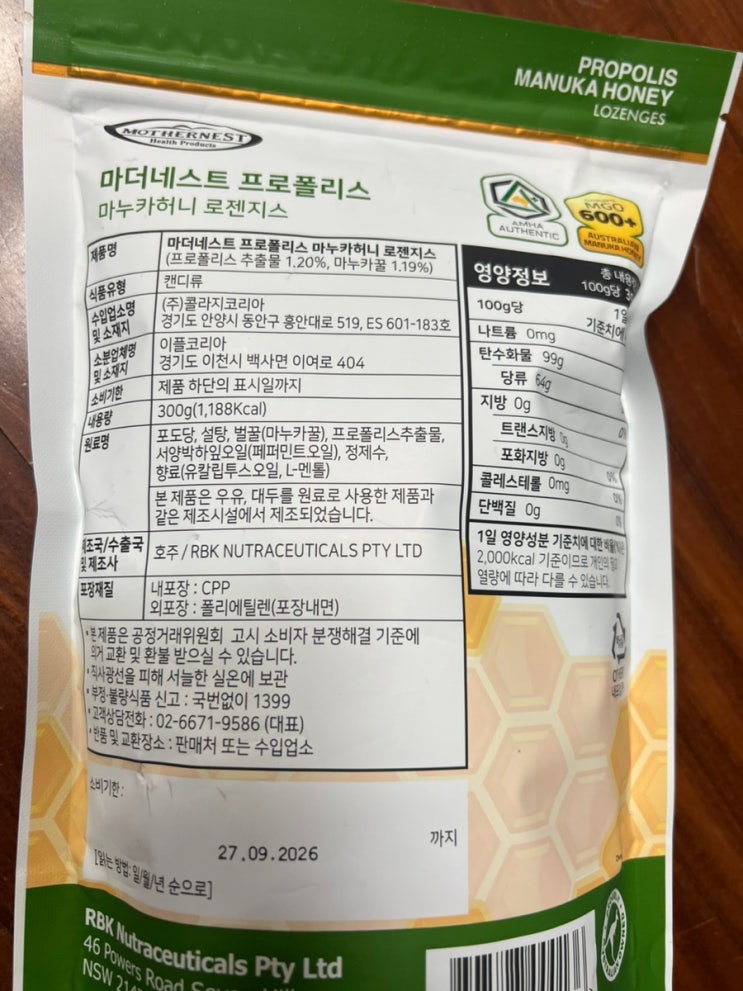 PROPOLIS
MANUKA HONEY
LOZENGES
MOTHERNEST
Health Products
마더네스트 프로폴리스
마누카허니 로젠지스
AMHA
AUTHENTIC
MGO
600+
AUSTRALIAN
MANUKA HONEY
제품명
마더네스트 프로폴리스 마누카허니 로젠지스
(프로폴리스 추출물 1.20%, 마누카꿀 1.19%)
식품유형
캔디류
수입업소명
및 소재지
(주)콜라지코리아
경기도 안양시 동안구 흥안대로 519, ES 601-183호
소분업체명
및 소재지
이플코리아
경기도 이천시 백사면 이여로 404
소비기한
제품 하단의 표시일까지
내용량
300g(1,188Kcal)
원료명
포도당, 설탕, 벌꿀(마누카꿀), 프로폴리스추출물,
서양박하잎오일(페퍼민트오일), 정제수,
향료(유칼립투스오일, L-멘톨)
본 제품은 우유, 대두를 원료로 사용한 제품과
같은 제조시설에서 제조되었습니다.
제조국/수출국
및 제조사
호주 / RBK NUTRACEUTICALS PTY LTD
포장재질
내포장 : CPP
외포장 : 폴리에틸렌(포장내면)
• 본 제품은 공정거래위원회 고시 소비자 분쟁해결 기준에
의거 교환 및 환불 받으실 수 있습니다.
• 직사광선을 피해 서늘한 실온에 보관
• 부정·불량식품 신고 : 국번없이 1399
• 고객상담전화 : 02-6671-9586 (대표)
• 반품 및 교환장소 : 판매처 또는 수입업소
영양정보
총 내용
100g당
100g당
1일
기준치에
나트륨 0mg
탄수화물 99g
당류 64g
지방 0g
트랜스지방 0g
포화지방 0g
콜레스테롤 0mg
단백질 0g
1일 영양성분 기준치에 대한 비율(%)은
2,000kcal 기준이므로 개인의 필요
열량에 따라 다를 수 있습니다.
소비기한 :
27.09.2026
까지
[읽는 방법: 일/월/년 순으로]
RBK Nutraceuticals Pty Ltd
46 Powers Road
NSW